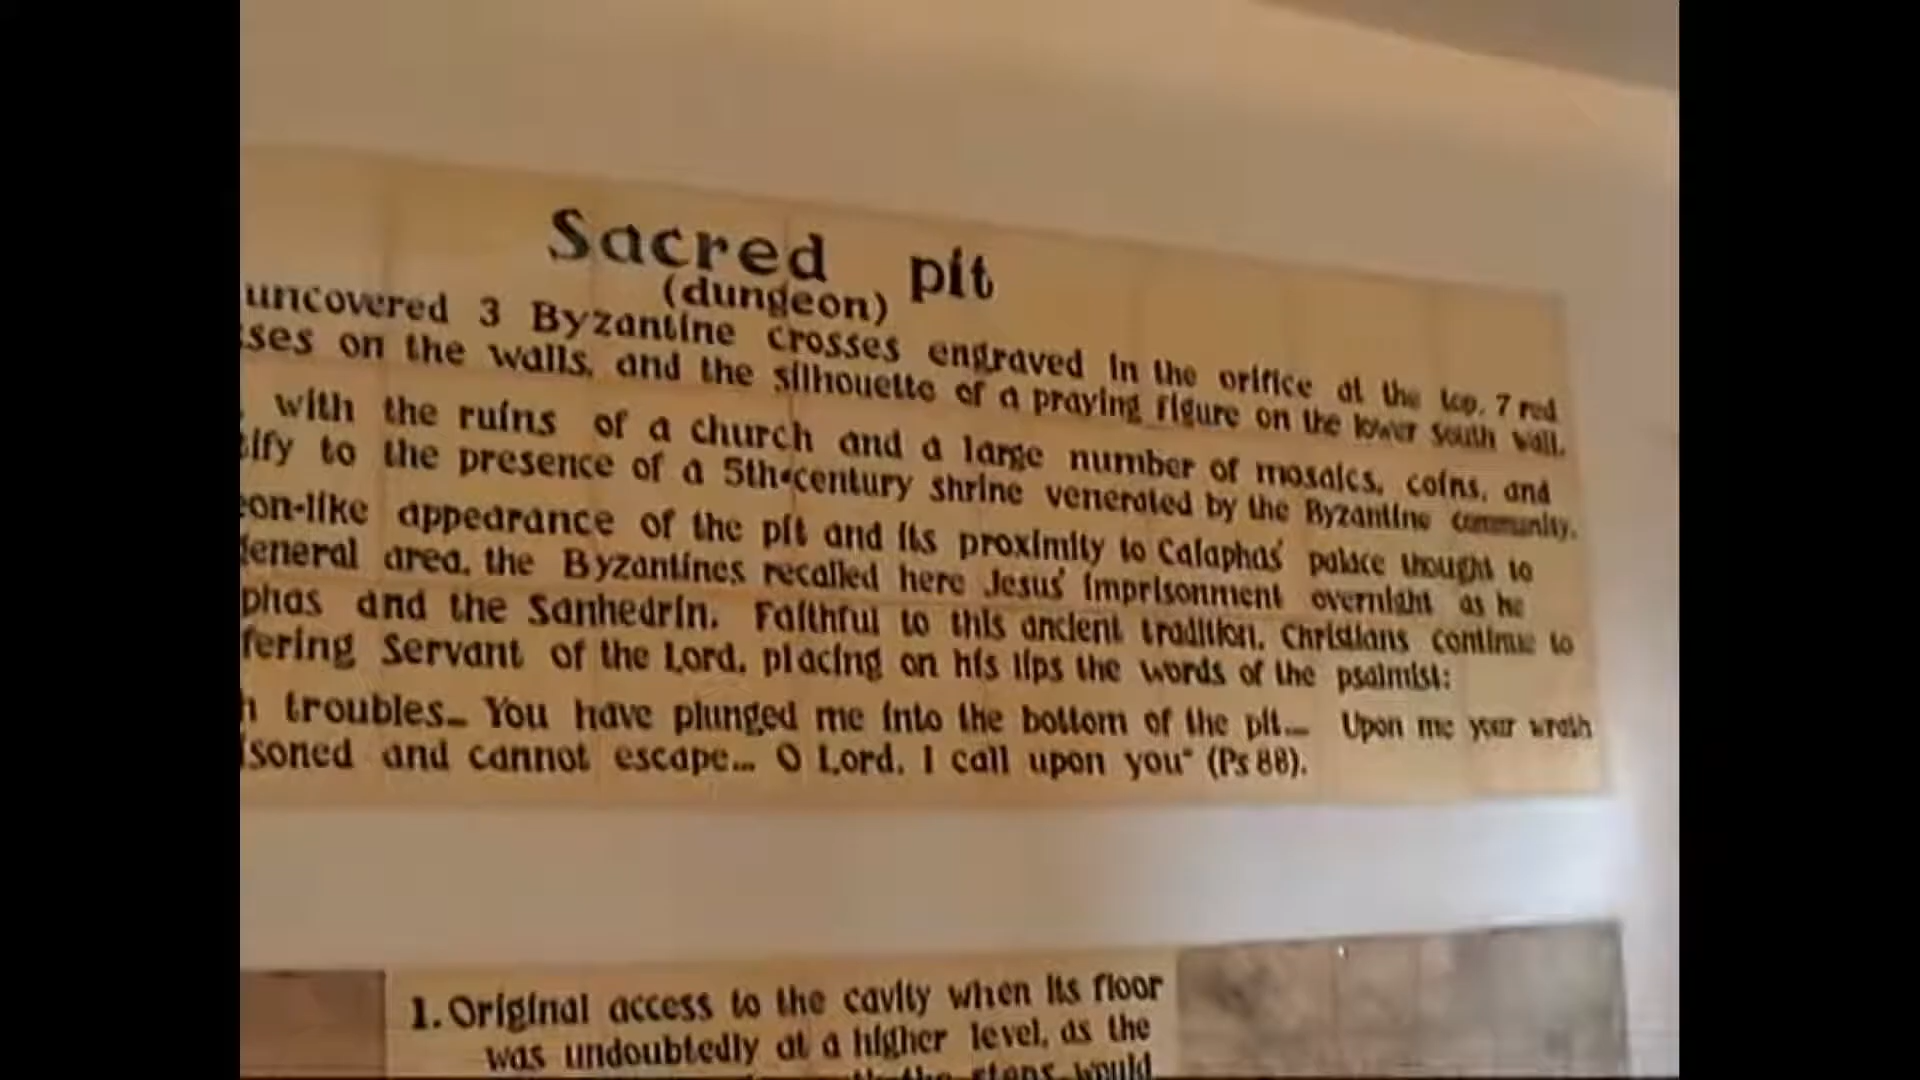 Sacred pit
(dungeon)
uncovered 3 Byzantine crosses engraved in the orifice at the top, 7 red
sses on the walls, and the silhouette of a praying figure on the lower South wall.
with the ruins of a church and a large number of mosaics, coins, and
ify to the presence of a 5th-century shrine venerated by the Byzantine community.
eon-like appearance of the pit and its proximity to Caiaphas' palace thought to
general area, the Byzantines recalled here Jesus' imprisonment overnight as he
phas and the Sanhedrin. Faithful to this ancient tradition, Christians continue to
fering Servant of the Lord, placing on his lips the words of the psalmist:
h troubles... You have plunged me into the bottom of the pit... Upon me your wrath
isoned and cannot escape... O Lord, I call upon you" (Ps 88).
1. Original access to the cavity when its floor
was undoubtedly at a higher level, as the
the steps would